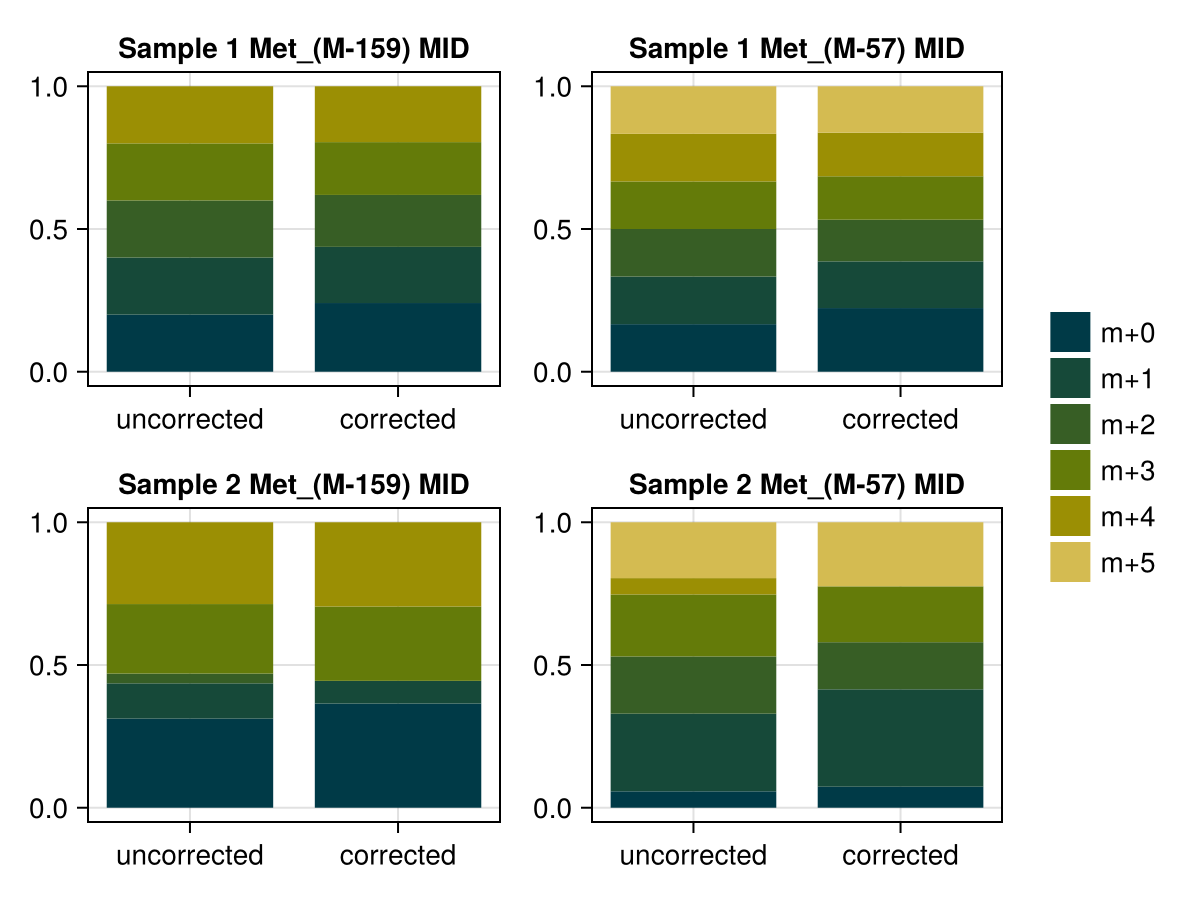 Sample 1 Met_(M-159) MID
1.0
0.5
0.0
uncorrected
corrected
Sample 1 Met_(M-57) MID
1.0
0.5
0.0
uncorrected
corrected
Sample 2 Met_(M-159) MID
1.0
0.5
0.0
uncorrected
corrected
Sample 2 Met_(M-57) MID
1.0
0.5
0.0
uncorrected
corrected
m+0
m+1
m+2
m+3
m+4
m+5